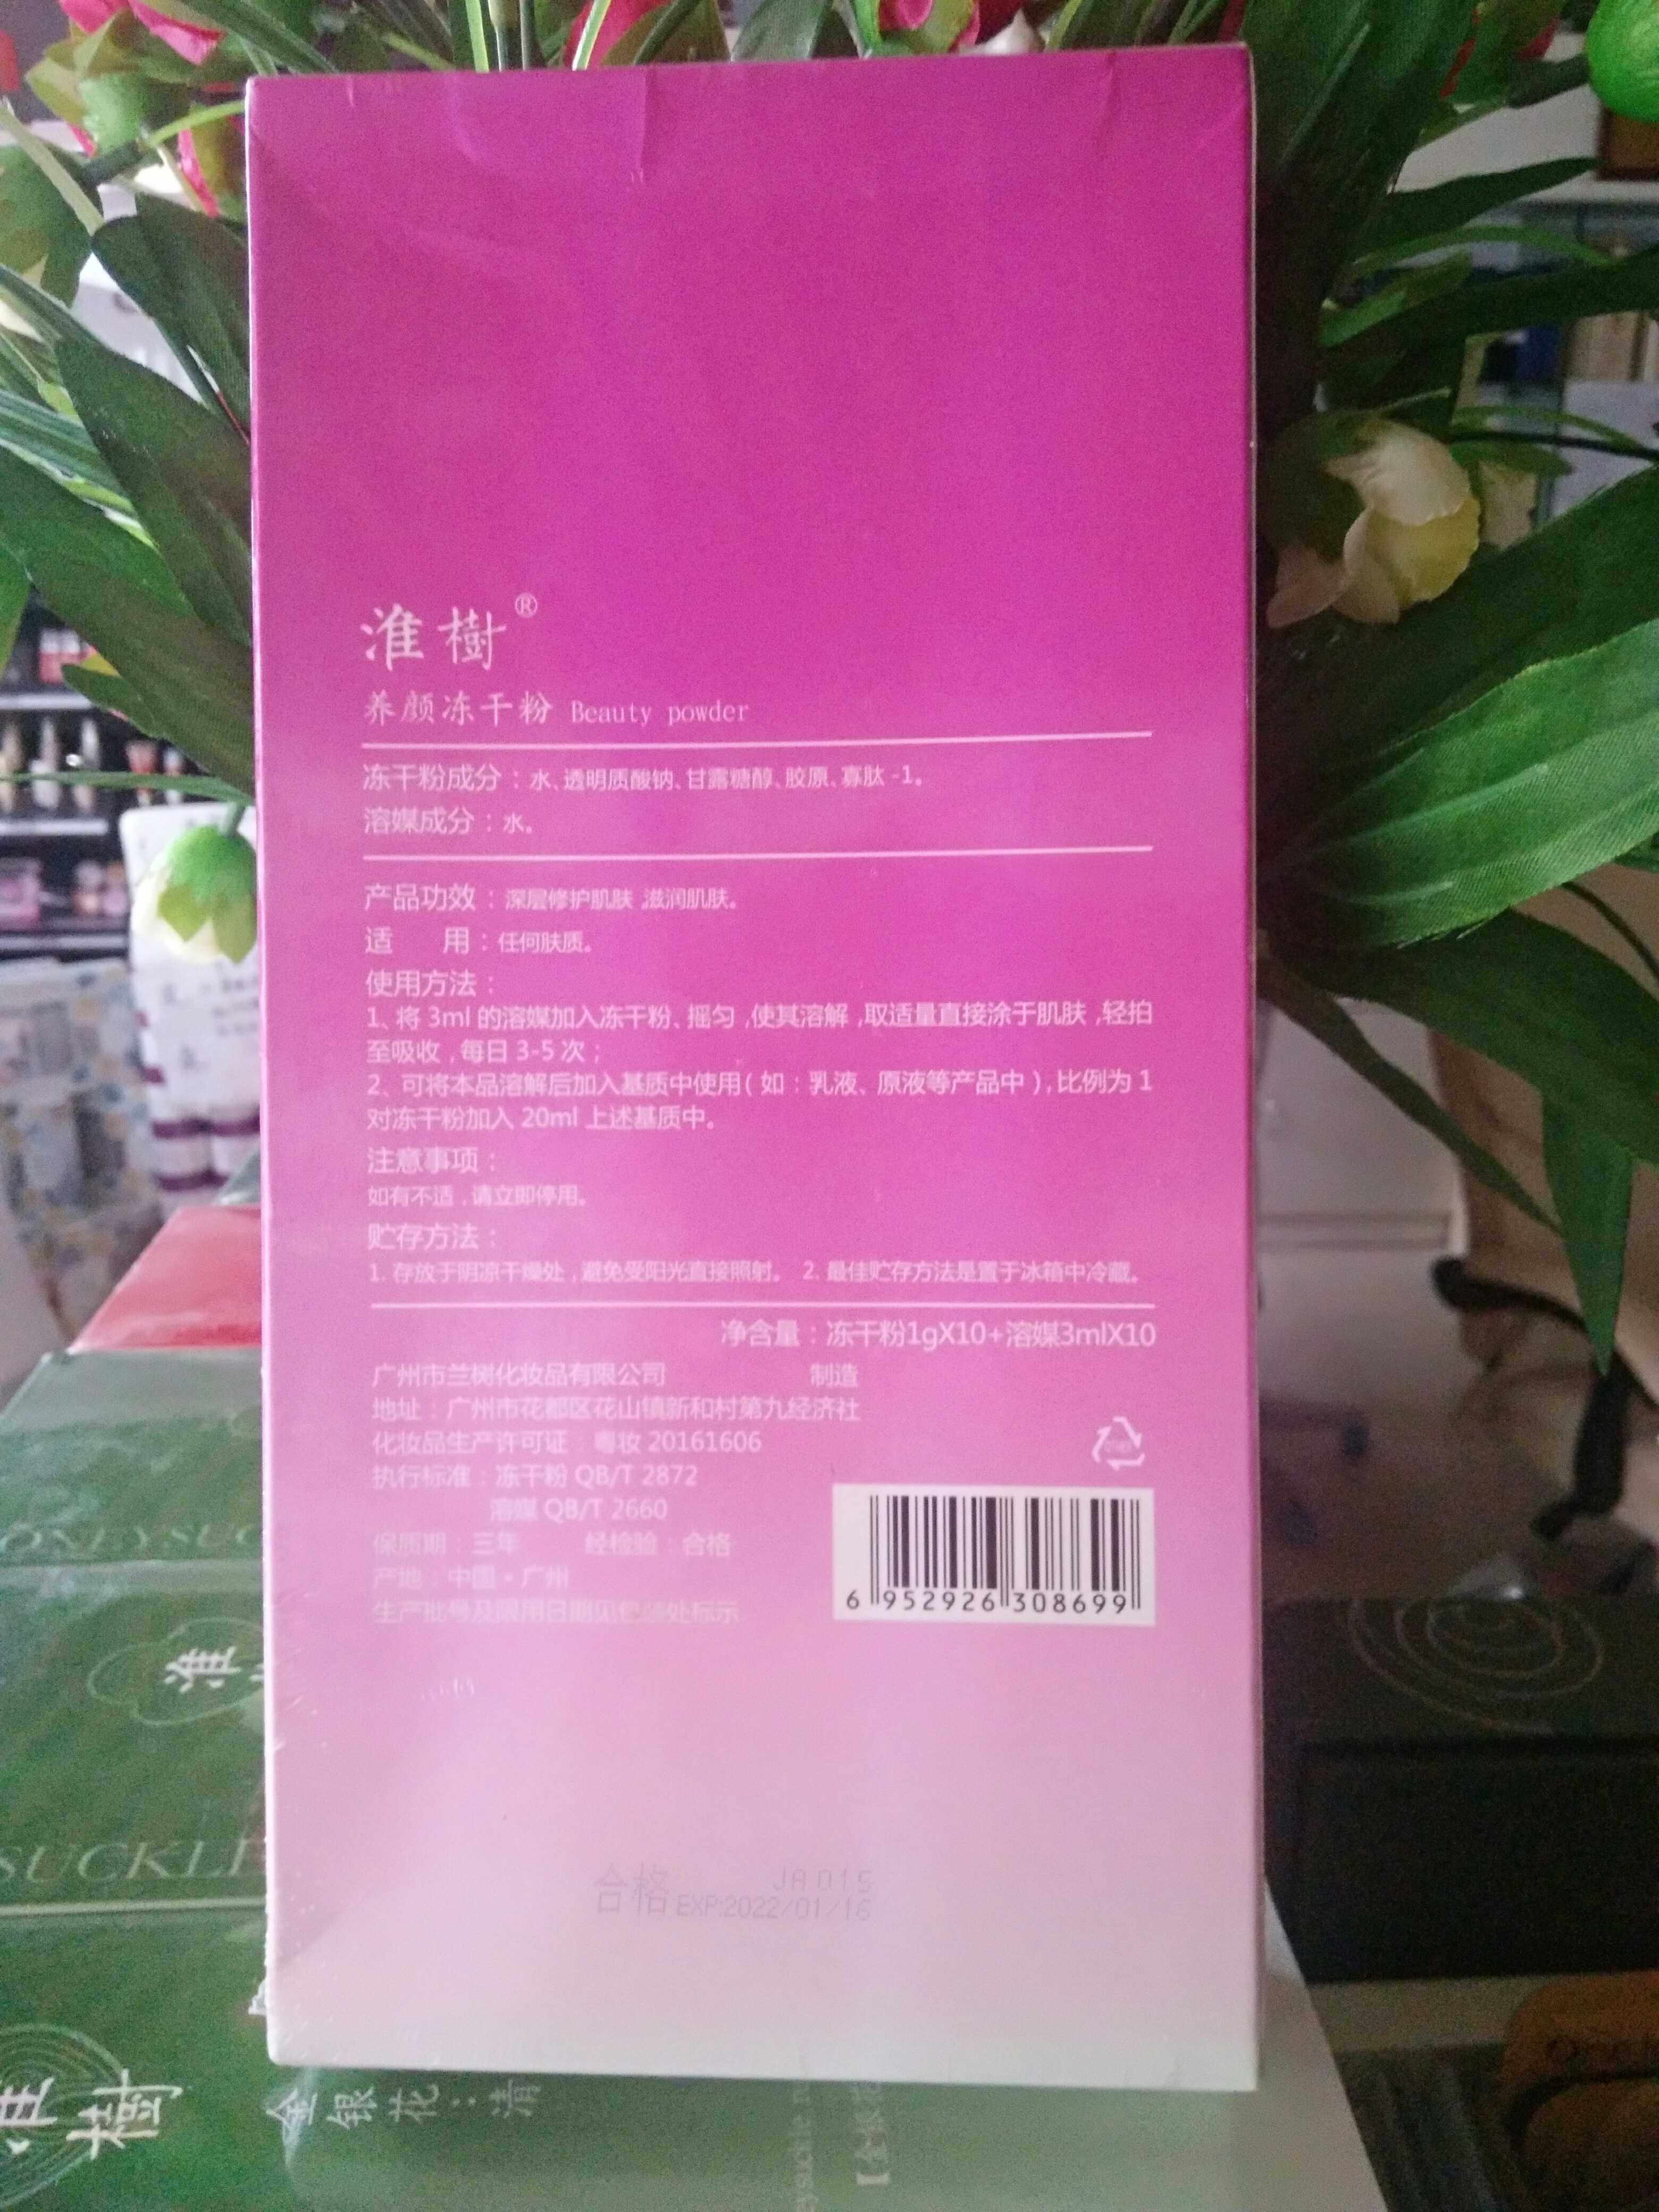 淮樹®
养颜冻干粉 Beauty powder
冻干粉成分：水、透明质酸钠、甘露糖醇、胶原、寡肽 -1。
溶媒成分：水。
产品功效：深层修护肌肤,滋润肌肤。
适 用：任何肤质。
使用方法：
1、将 3ml 的溶媒加入冻干粉、摇匀,使其溶解,取适量直接涂于肌肤,轻拍
至吸收,每日 3-5 次；
2、可将本品溶解后加入基质中使用(如：乳液、原液等产品中),比例为 1
对冻干粉加入 20ml 上述基质中。
注意事项：
如有不适,请立即停用。
贮存方法：
1. 存放于阴凉干燥处,避免受阳光直接照射。 2. 最佳贮存方法是置于冰箱中冷藏。
净含量：冻干粉1gX10+溶媒3mlX10
广州市兰树化妆品有限公司 制造
地址：广州市花都区花山镇新和村第九经济社
化妆品生产许可证：粤妆 20161606
执行标准：冻干粉 QB/T 2872
溶媒 QB/T 2660
保质期：三年 经检验：合格
产地：中国·广州
生产批号及限用日期见包装处标示
6 952926 308699
合格 JA015
EXP:2022/01/16
ONEYSUC
淮
SUCKLE
淮樹
金银花：清